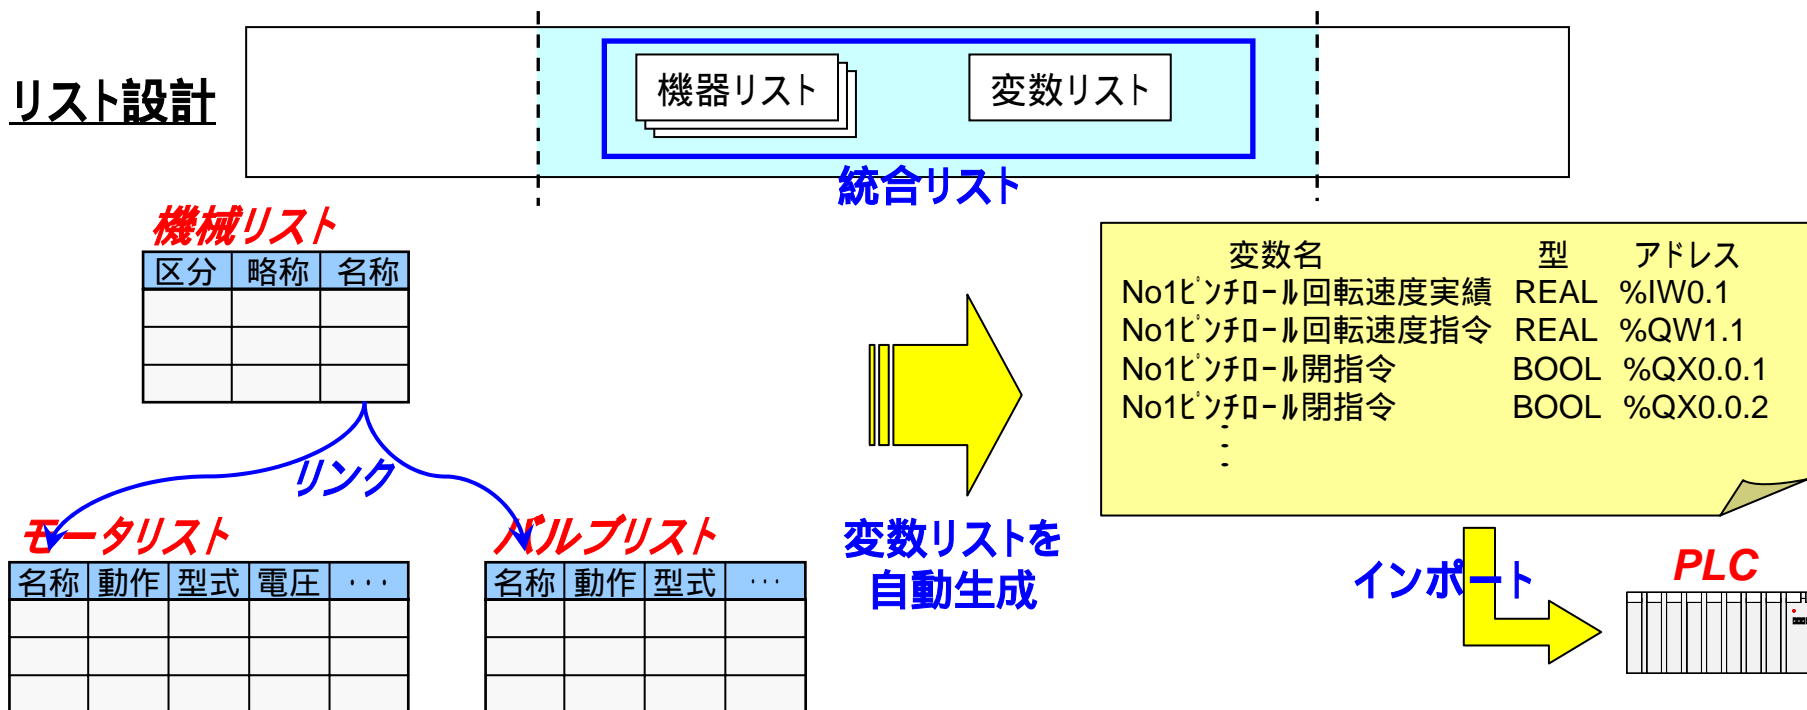 リスト設計
機器リスト
変数リスト
統合リスト
機械リスト
区分 略称 名称
リンク
モータリスト
名称 動作 型式 電圧 ・・・
バルブリスト
名称 動作 型式 ・・・
変数リストを
自動生成
変数名 型 アドレス
No1ﾋﾟﾝﾁﾛｰﾙ回転速度実績 REAL %IW0.1
No1ﾋﾟﾝﾁﾛｰﾙ回転速度指令 REAL %QW1.1
No1ﾋﾟﾝﾁﾛｰﾙ開指令 BOOL %QX0.0.1
No1ﾋﾟﾝﾁﾛｰﾙ閉指令 BOOL %QX0.0.2
・
・
・
インポート
PLC